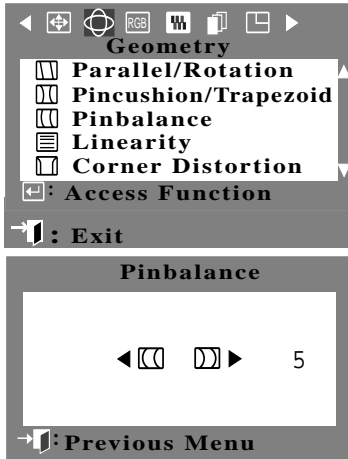 RGB
Geometry
Parallel/Rotation
Pincushion/Trapezoid
Pinbalance
Linearity
Corner Distortion
: Access Function
: Exit
Pinbalance
5
:Previous Menu